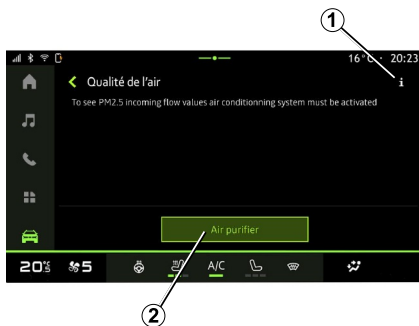 1
16°C · 20:23
Qualité de l'air
i
To see PM2.5 incoming flow values air conditionning system must be activated
Air purifier
20.5 5 A/C
2